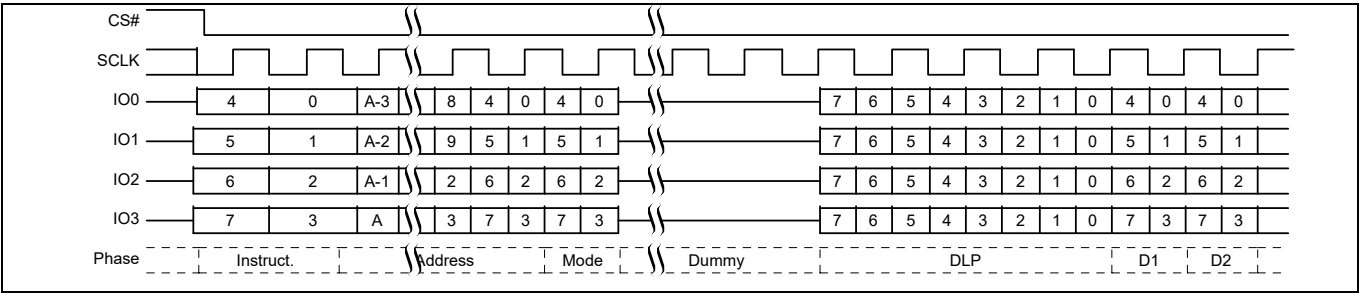 CS#
SCLK
IO0 4 0 A-3 8 4 0 4 0 7 6 5 4 3 2 1 0 4 0 4 0
IO1 5 1 A-2 9 5 1 5 1 7 6 5 4 3 2 1 0 5 1 5 1
IO2 6 2 A-1 2 6 2 6 2 7 6 5 4 3 2 1 0 6 2 6 2
IO3 7 3 A 3 7 3 7 3 7 6 5 4 3 2 1 0 7 3 7 3
Phase Instruct. Address Mode Dummy DLP D1 D2